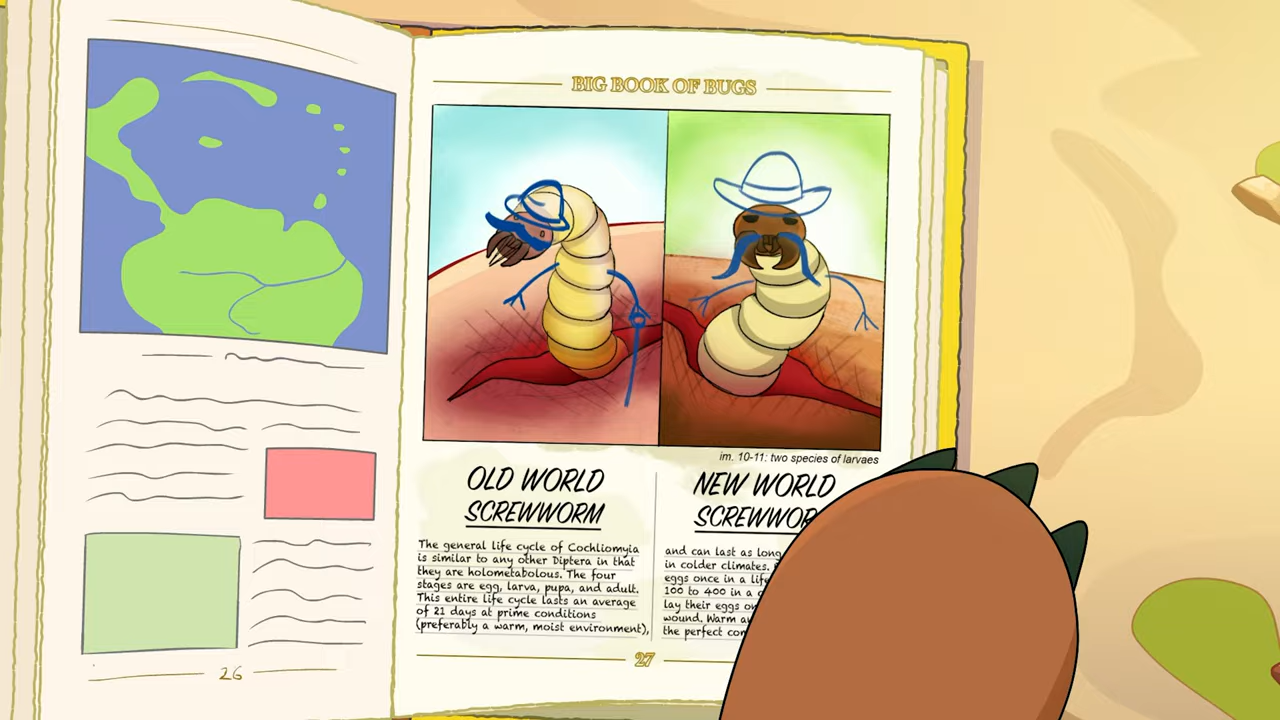 BIG BOOK OF BUGS
im. 10-11: two species of larvaes
OLD WORLD
SCREWWORM
The general life cycle of Cochliomyia
is similar to any other Diptera in that
they are holometabolous. The four
stages are egg, larva, pupa, and adult.
This entire life cycle lasts an average
of 21 days at prime conditions
(preferably a warm, moist environment),
NEW WORLD
and can last as long
in colder climates.
eggs once in a
100 to 400 in a
lay their eggs
wound. Warm
the perfect
26
27